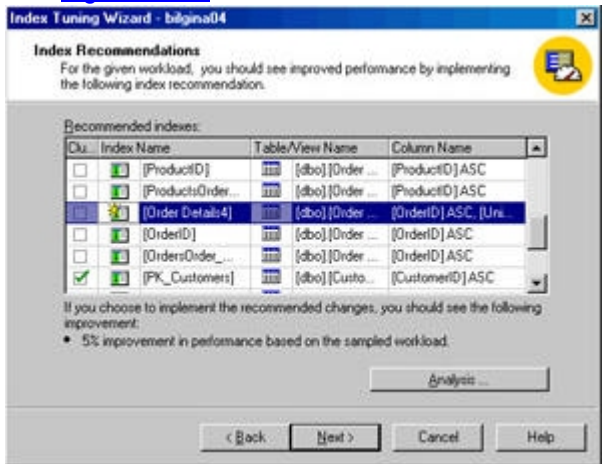 Index Tuning Wizard - bilgina04
Index Recommendations
For the given workload, you should see improved performance by implementing
the following index recommendation.
Recommended indexes:
Clu... Index Name Table/View Name Column Name
[ProductID] [dbo].[Order ... [ProductID] ASC
[ProductsOrder... [dbo].[Order ... [ProductID] ASC
[Order Details4] [dbo].[Order ... [OrderID] ASC, [Uni...
[OrderID] [dbo].[Order ... [OrderID] ASC
[OrdersOrder_... [dbo].[Order ... [OrderID] ASC
[PK_Customers] [dbo].[Custo... [CustomerID] ASC
If you choose to implement the recommended changes, you should see the following
improvement:
• 5% improvement in performance based on the sampled workload.
Analysis ...
< Back Next > Cancel Help